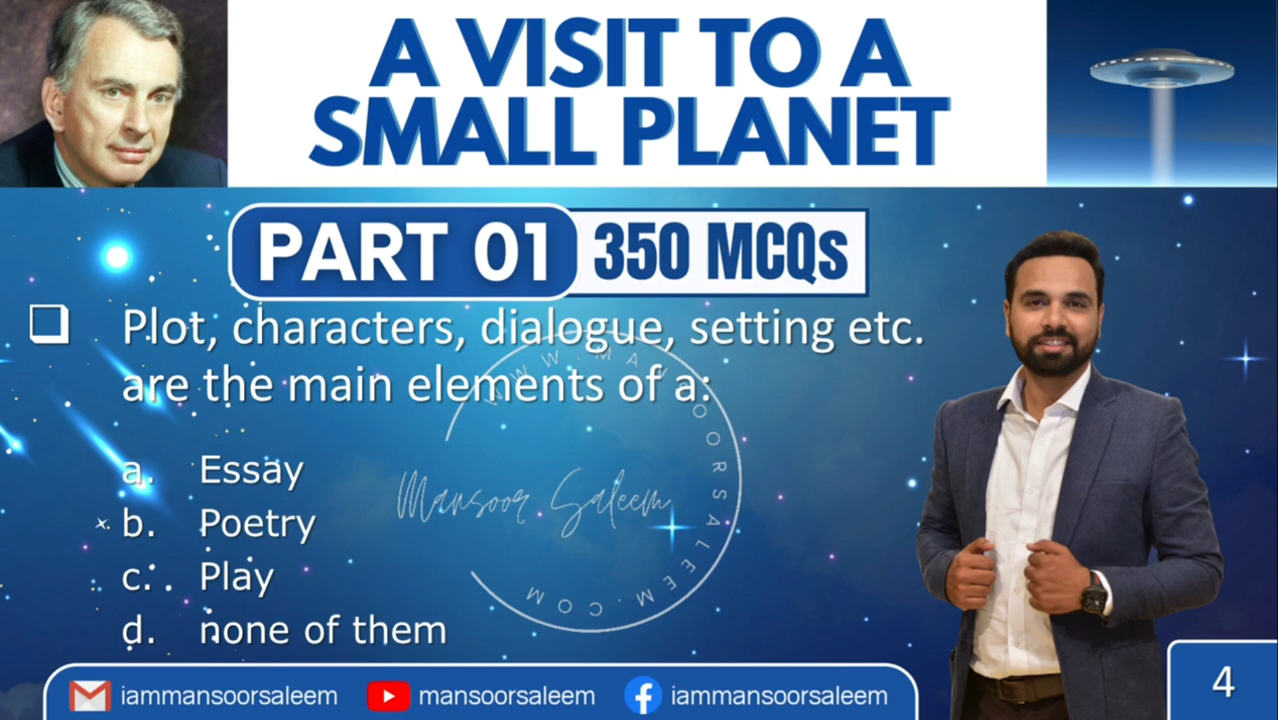 A VISIT TO A
SMALL PLANET
PART 01 350 MCQs
Plot, characters, dialogue, setting etc.
are the main elements of a:
a. Essay
b. Poetry
c. Play
d. none of them
WWW.MANSOORSALEEM.COM
Mansoor Saleem
iammansoorsaleem mansoorsaleem iammansoorsaleem
4